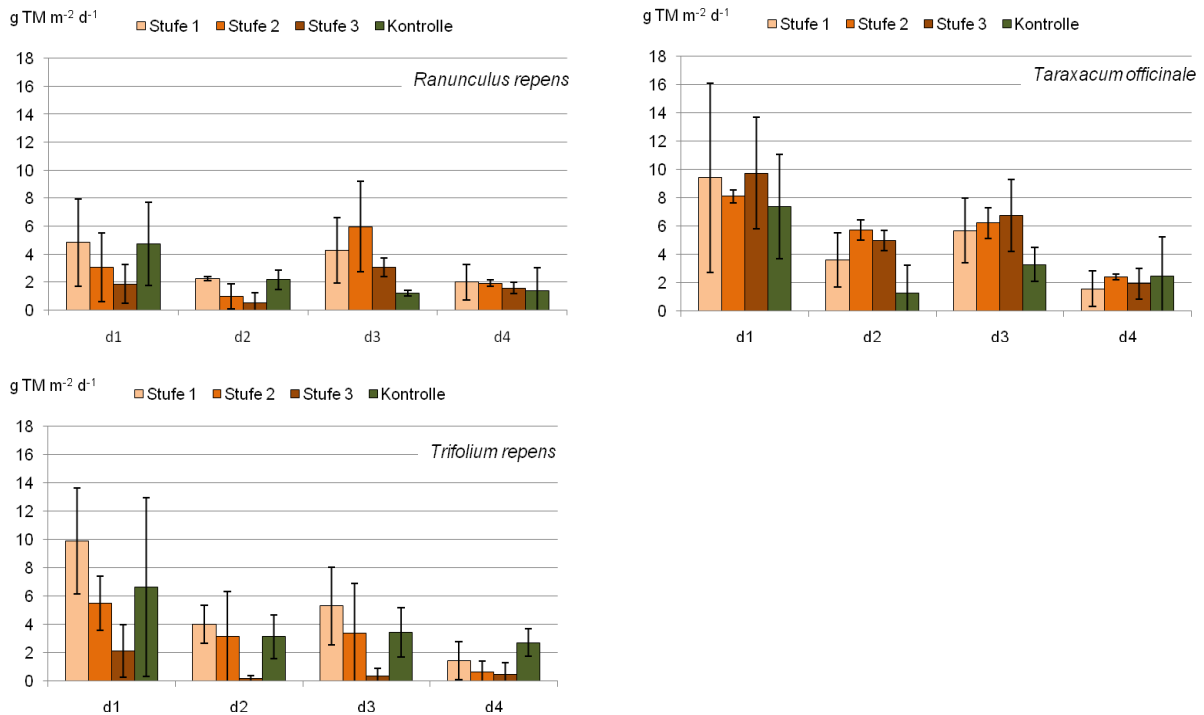 g TM m⁻² d⁻¹
Stufe 1 Stufe 2 Stufe 3 Kontrolle
Ranunculus repens
18
16
14
12
10
8
6
4
2
0
d1 d2 d3 d4
g TM m⁻² d⁻¹
Stufe 1 Stufe 2 Stufe 3 Kontrolle
Taraxacum officinale
18
16
14
12
10
8
6
4
2
0
d1 d2 d3 d4
g TM m⁻² d⁻¹
Stufe 1 Stufe 2 Stufe 3 Kontrolle
Trifolium repens
18
16
14
12
10
8
6
4
2
0
d1 d2 d3 d4